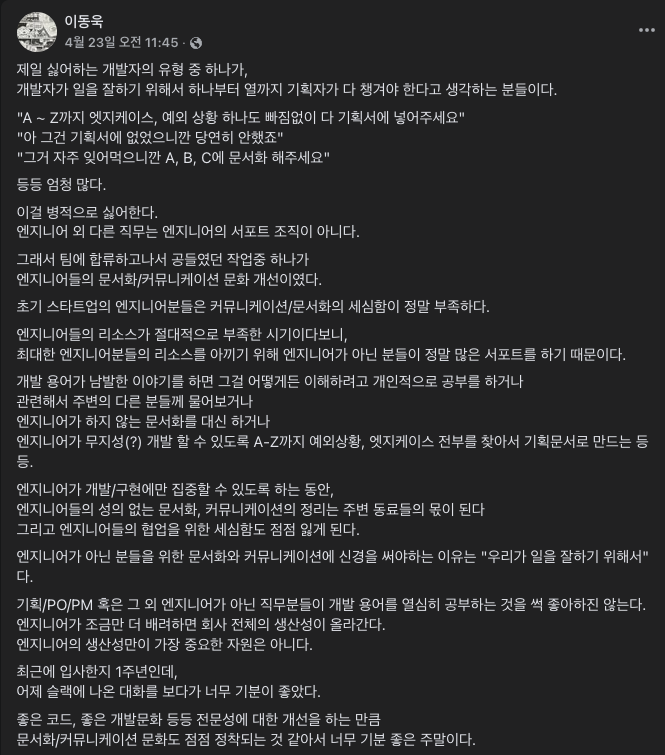 이동욱
4월 23일 오전 11:45 ·
제일 싫어하는 개발자의 유형 중 하나가,
개발자가 일을 잘하기 위해서 하나부터 열까지 기획자가 다 챙겨야 한다고 생각하는 분들이다.
"A ~ Z까지 엣지케이스, 예외 상황 하나도 빠짐없이 다 기획서에 넣어주세요"
"아 그건 기획서에 없었으니깐 당연히 안했죠"
"그거 자주 잊어먹으니깐 A, B, C에 문서화 해주세요"
등등 엄청 많다.
이걸 병적으로 싫어한다.
엔지니어 외 다른 직무는 엔지니어의 서포트 조직이 아니다.
그래서 팀에 합류하고나서 공들였던 작업중 하나가
엔지니어들의 문서화/커뮤니케이션 문화 개선이였다.
초기 스타트업의 엔지니어분들은 커뮤니케이션/문서화의 세심함이 정말 부족하다.
엔지니어들의 리소스가 절대적으로 부족한 시기이다보니,
최대한 엔지니어분들의 리소스를 아끼기 위해 엔지니어가 아닌 분들이 정말 많은 서포트를 하기 때문이다.
개발 용어가 남발한 이야기를 하면 그걸 어떻게든 이해하려고 개인적으로 공부를 하거나
관련해서 주변의 다른 분들께 물어보거나
엔지니어가 하지 않는 문서화를 대신 하거나
엔지니어가 무지성(?) 개발 할 수 있도록 A-Z까지 예외상황, 엣지케이스 전부를 찾아서 기획문서로 만드는 등
등.
엔지니어가 개발/구현에만 집중할 수 있도록 하는 동안,
엔지니어들의 성의 없는 문서화, 커뮤니케이션의 정리는 주변 동료들의 몫이 된다
그리고 엔지니어들의 협업을 위한 세심함도 점점 잃게 된다.
엔지니어가 아닌 분들을 위한 문서화와 커뮤니케이션에 신경을 써야하는 이유는 "우리가 일을 잘하기 위해서"
다.
기획/PO/PM 혹은 그 외 엔지니어가 아닌 직무분들이 개발 용어를 열심히 공부하는 것을 썩 좋아하진 않는다.
엔지니어가 조금만 더 배려하면 회사 전체의 생산성이 올라간다.
엔지니어의 생산성만이 가장 중요한 자원은 아니다.
최근에 입사한지 1주년인데,
어제 슬랙에 나온 대화를 보다가 너무 기분이 좋았다.
좋은 코드, 좋은 개발문화 등등 전문성에 대한 개선을 하는 만큼
문서화/커뮤니케이션 문화도 점점 정착되는 것 같아서 너무 기분 좋은 주말이다.